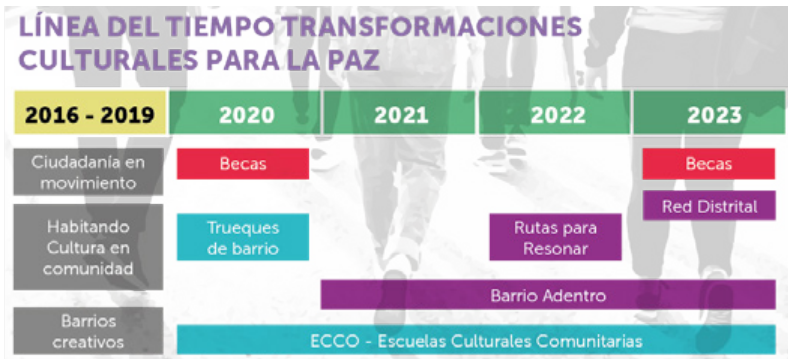 LÍNEA DEL TIEMPO TRANSFORMACIONES
CULTURALES PARA LA PAZ
2016 - 2019
2020
2021
2022
2023
Ciudadanía en
movimiento
Becas
Becas
Red Distrital
Habitando
Cultura en
comunidad
Trueques
de barrio
Rutas para
Resonar
Barrio Adentro
Barrios
creativos
ECCO - Escuelas Culturales Comunitarias